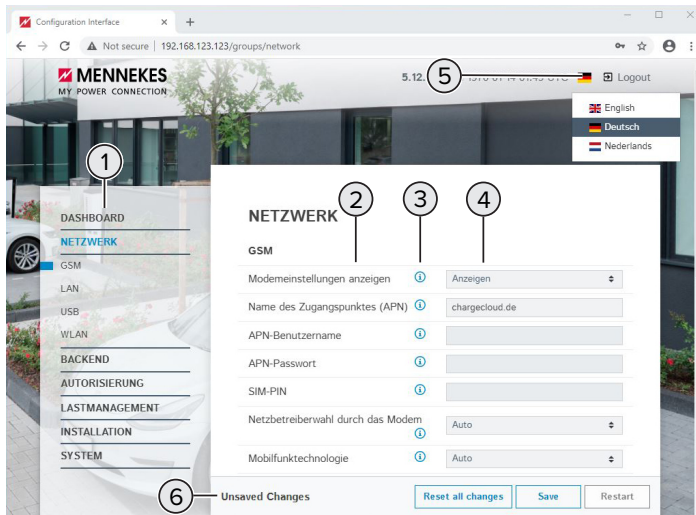 Configuration Interface
Not secure | 192.168.123.123/groups/network
MENNEKES
MY POWER CONNECTION
5.12.
5
Logout
English
Deutsch
Nederlands
1
DASHBOARD
NETZWERK
GSM
LAN
USB
WLAN
BACKEND
AUTORISIERUNG
LASTMANAGEMENT
INSTALLATION
SYSTEM
NETZWERK
2
3
4
GSM
Modemeinstellungen anzeigen
Anzeigen
Name des Zugangspunktes (APN)
chargecloud.de
APN-Benutzername
APN-Passwort
SIM-PIN
Netzbetreiberwahl durch das Modem
Auto
Mobilfunktechnologie
Auto
6
Unsaved Changes
Reset all changes
Save
Restart